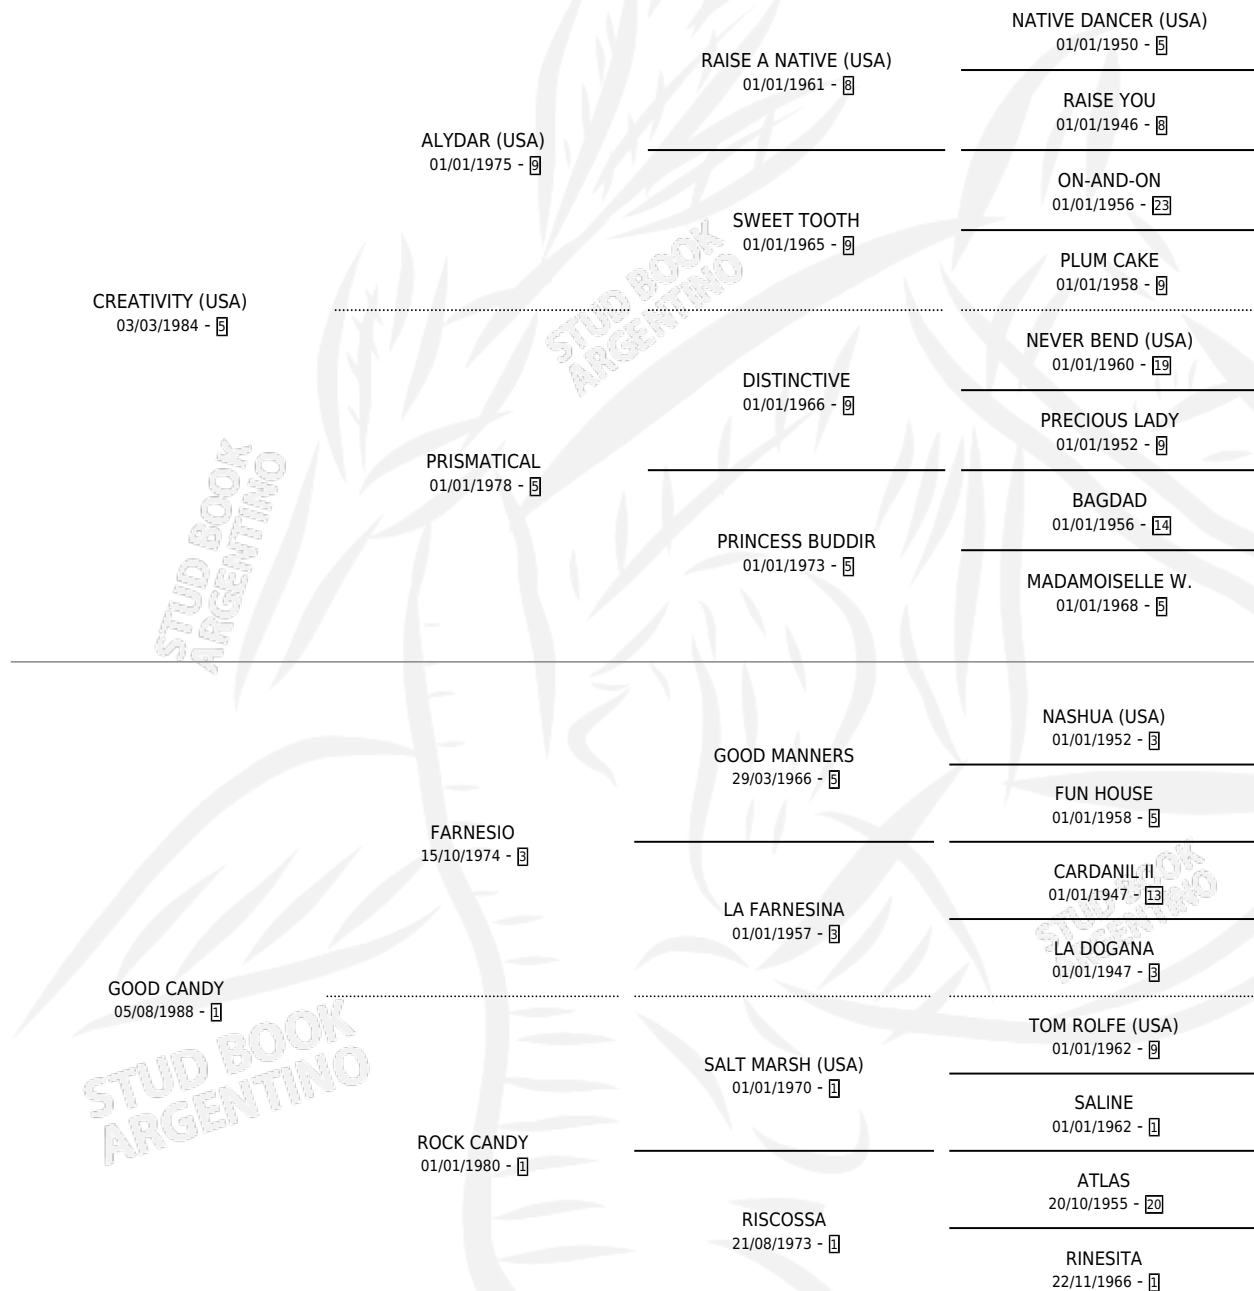 NATIVE DANCER (USA)
01/01/1950 - 5
RAISE A NATIVE (USA)
01/01/1961 - 8
RAISE YOU
01/01/1946 - 8
ALYDAR (USA)
01/01/1975 - 9
ON-AND-ON
01/01/1956 - 23
SWEET TOOTH
01/01/1965 - 9
PLUM CAKE
01/01/1958 - 9
CREATIVITY (USA)
03/03/1984 - 5
NEVER BEND (USA)
01/01/1960 - 19
DISTINCTIVE
01/01/1966 - 9
PRECIOUS LADY
01/01/1952 - 9
PRISMATICAL
01/01/1978 - 5
BAGDAD
01/01/1956 - 14
PRINCESS BUDDIR
01/01/1973 - 5
MADAMOISELLE W.
01/01/1968 - 5
NASHUA (USA)
01/01/1952 - 3
GOOD MANNERS
29/03/1966 - 5
FUN HOUSE
01/01/1958 - 5
FARNESIO
15/10/1974 - 3
CARDANIL II
01/01/1947 - 13
LA FARNESINA
01/01/1957 - 3
LA DOGANA
01/01/1947 - 3
GOOD CANDY
05/08/1988 - 1
TOM ROLFE (USA)
01/01/1962 - 9
SALT MARSH (USA)
01/01/1970 - 1
SALINE
01/01/1962 - 1
ROCK CANDY
01/01/1980 - 1
ATLAS
20/10/1955 - 20
RISCOSSA
21/08/1973 - 1
RINESITA
22/11/1966 - 1
STUD BOOK
ARGENTINO
STUD BOOK
ARGENTINO
STUD BOOK
ARGENTINO
STUD BOOK
ARGENTINO